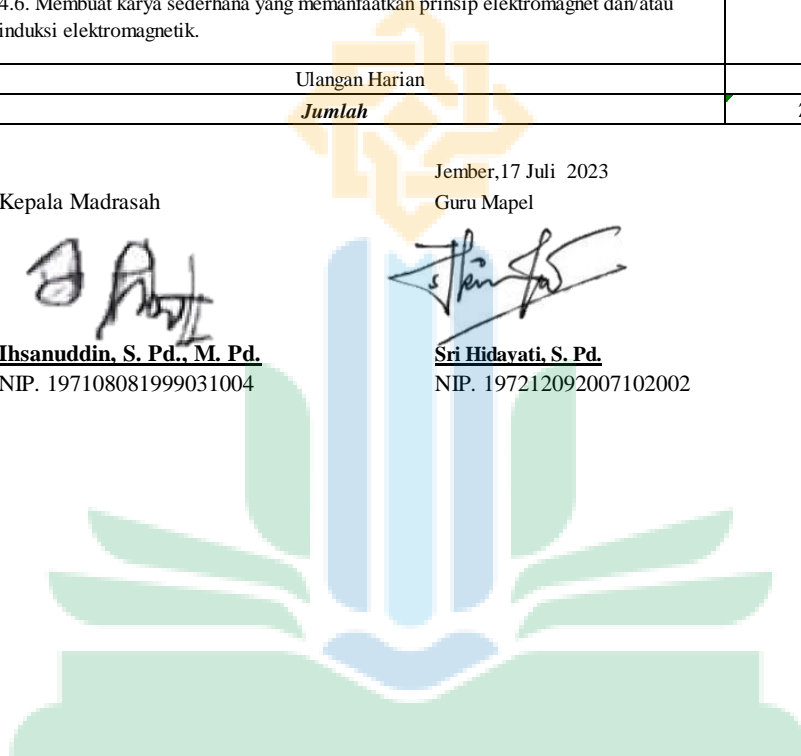 4.6. Membuat karya sederhana yang memanfaatkan prinsip elektromagnet dan/atau
induksi elektromagnetik.
Ulangan Harian
Jumlah
Jember,17 Juli 2023
Kepala Madrasah
Guru Mapel
Ihsanuddin, S. Pd., M. Pd.
Sri Hidayati, S. Pd.
NIP. 197108081999031004
NIP. 197212092007102002